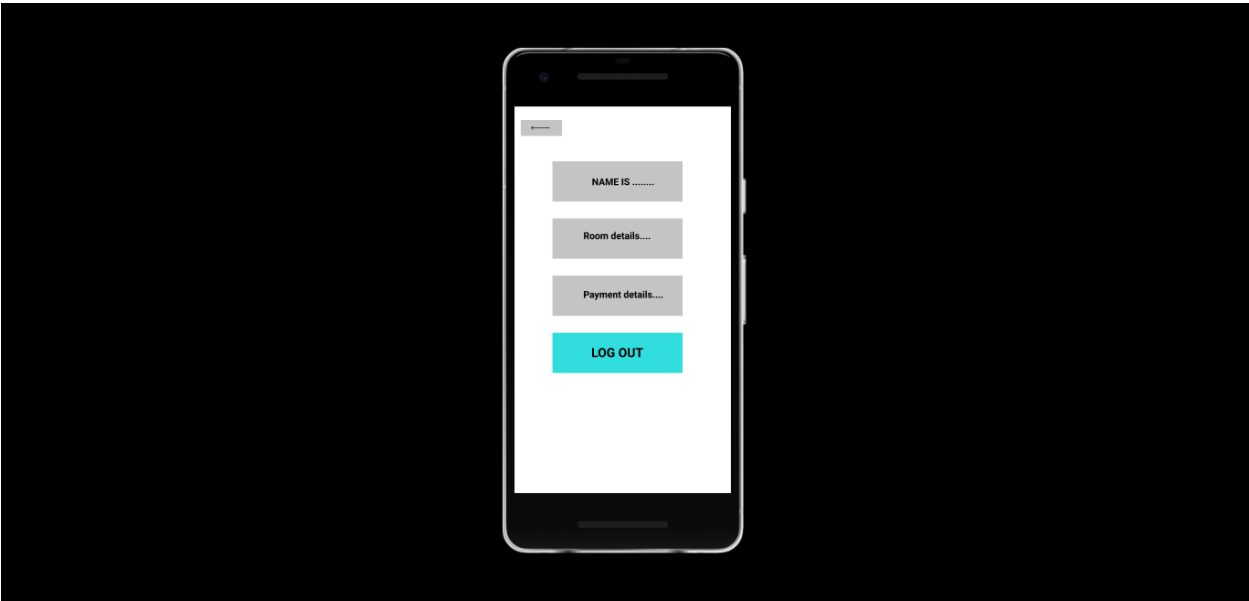 NAME IS ........
Room details....
Payment details....
LOG OUT